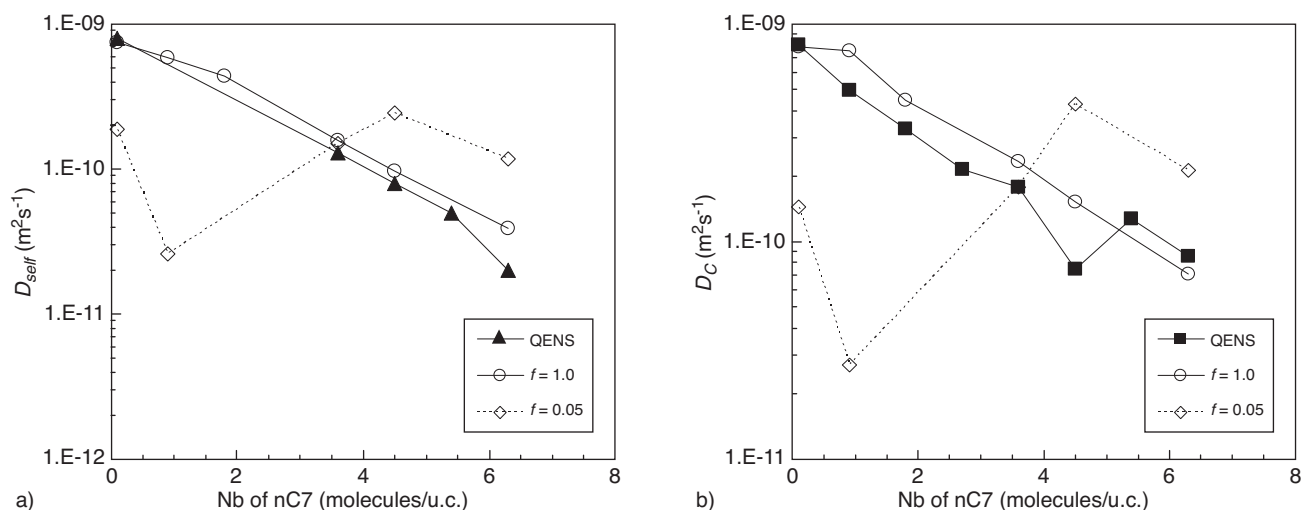 1.E-09
1.E-10
1.E-11
1.E-12
D_self (m²s⁻¹)
QENS
f = 1.0
f = 0.05
0 2 4 6 8
a) Nb of nC7 (molecules/u.c.)
1.E-09
1.E-10
1.E-11
D_C (m²s⁻¹)
QENS
f = 1.0
f = 0.05
0 2 4 6 8
b) Nb of nC7 (molecules/u.c.)